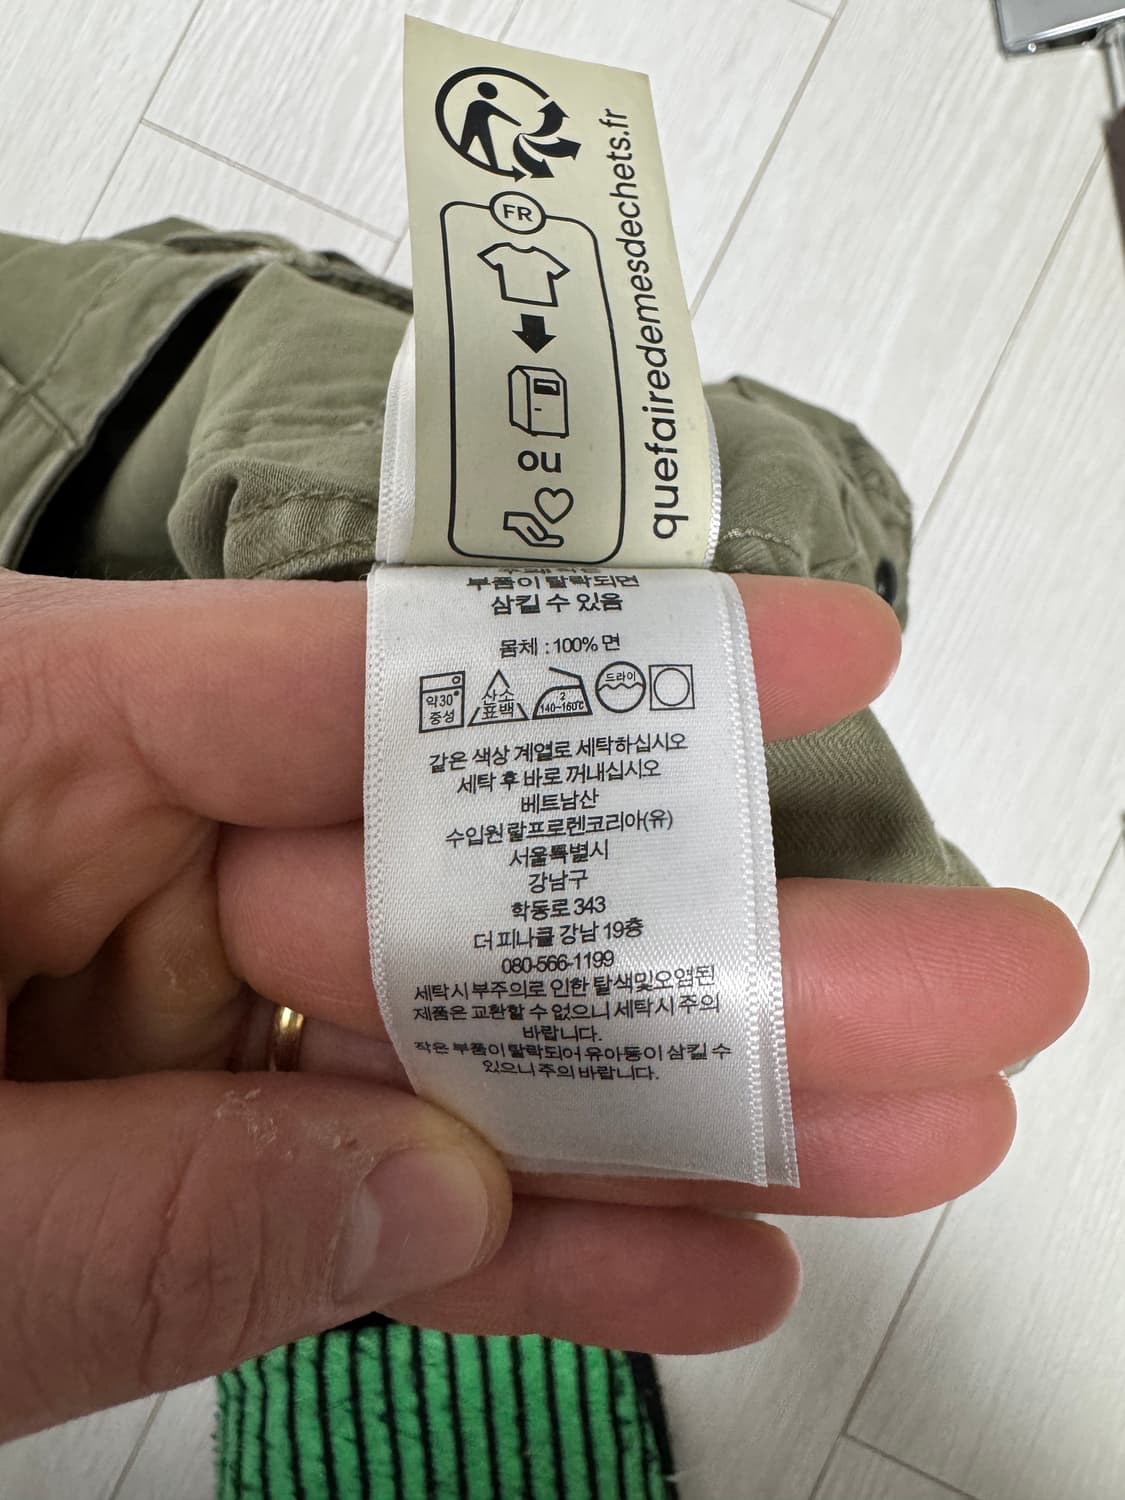 FR
ou
quefairedemesdechets.fr
부품이 탈락되면
삼킬 수 있음
몸체 : 100% 면
약30°
중성
산소
표백
2
140~160℃
드라이
같은 색상 계열로 세탁하십시오
세탁 후 바로 꺼내십시오
베트남산
수입원 랄프로렌코리아(유)
서울특별시
강남구
학동로 343
더 피나클 강남 19층
080-566-1199
세탁시 부주의로 인한 탈색및오염된
제품은 교환할 수 없으니 세탁시 주의
바랍니다.
작은 부품이 탈락되어 유아동이 삼킬 수
있으니 주의 바랍니다.